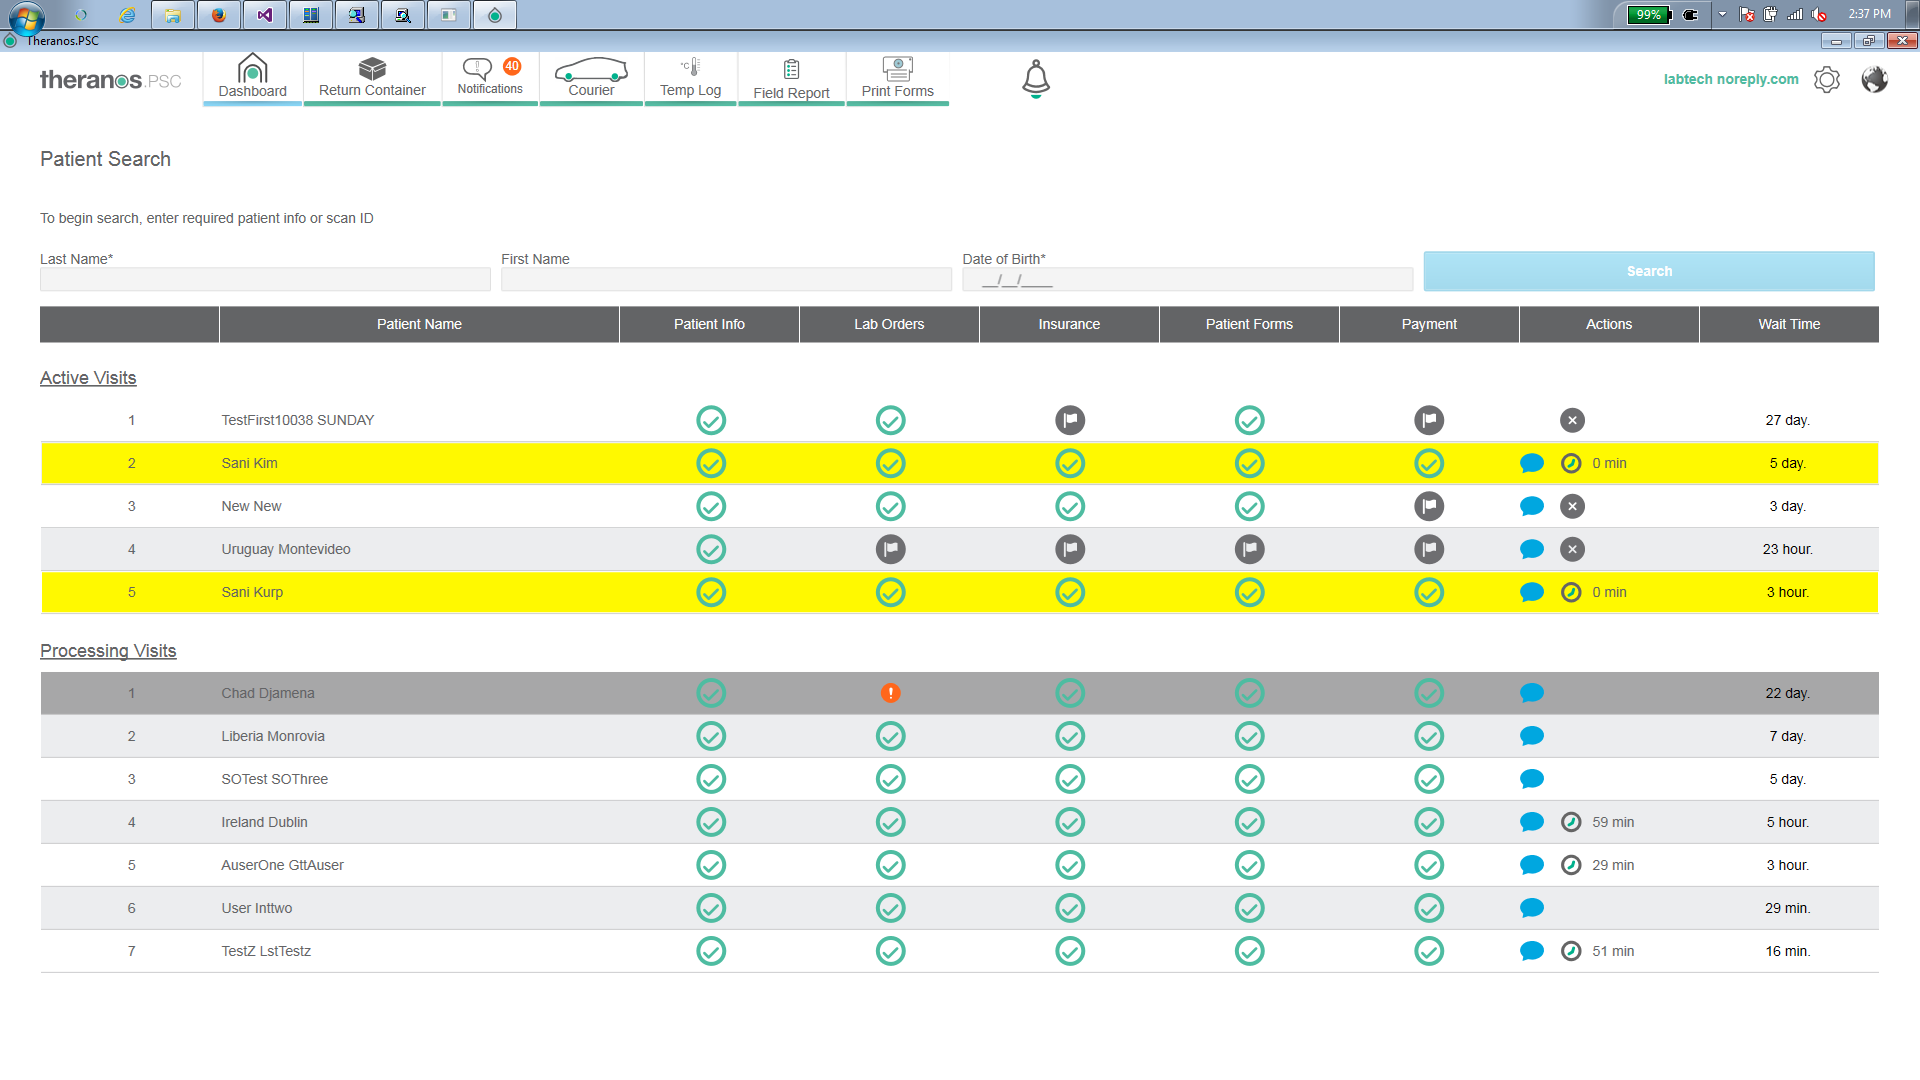 99% 2:37 PM
Theranos.PSC
theranos.PSC Dashboard Return Container Notifications 40 Courier °C Temp Log Field Report Print Forms labtech noreply.com
Patient Search
To begin search, enter required patient info or scan ID
Last Name* First Name Date of Birth*
__/__/____ Search
Patient Name Patient Info Lab Orders Insurance Patient Forms Payment Actions Wait Time
Active Visits
1 TestFirst10038 SUNDAY 27 day.
2 Sani Kim 0 min 5 day.
3 New New 3 day.
4 Uruguay Montevideo 23 hour.
5 Sani Kurp 0 min 3 hour.
Processing Visits
1 Chad Djamena 22 day.
2 Liberia Monrovia 7 day.
3 SOTest SOThree 5 day.
4 Ireland Dublin 59 min 5 hour.
5 AuserOne GttAuser 29 min 3 hour.
6 User Inttwo 29 min.
7 TestZ LstTestz 51 min 16 min.